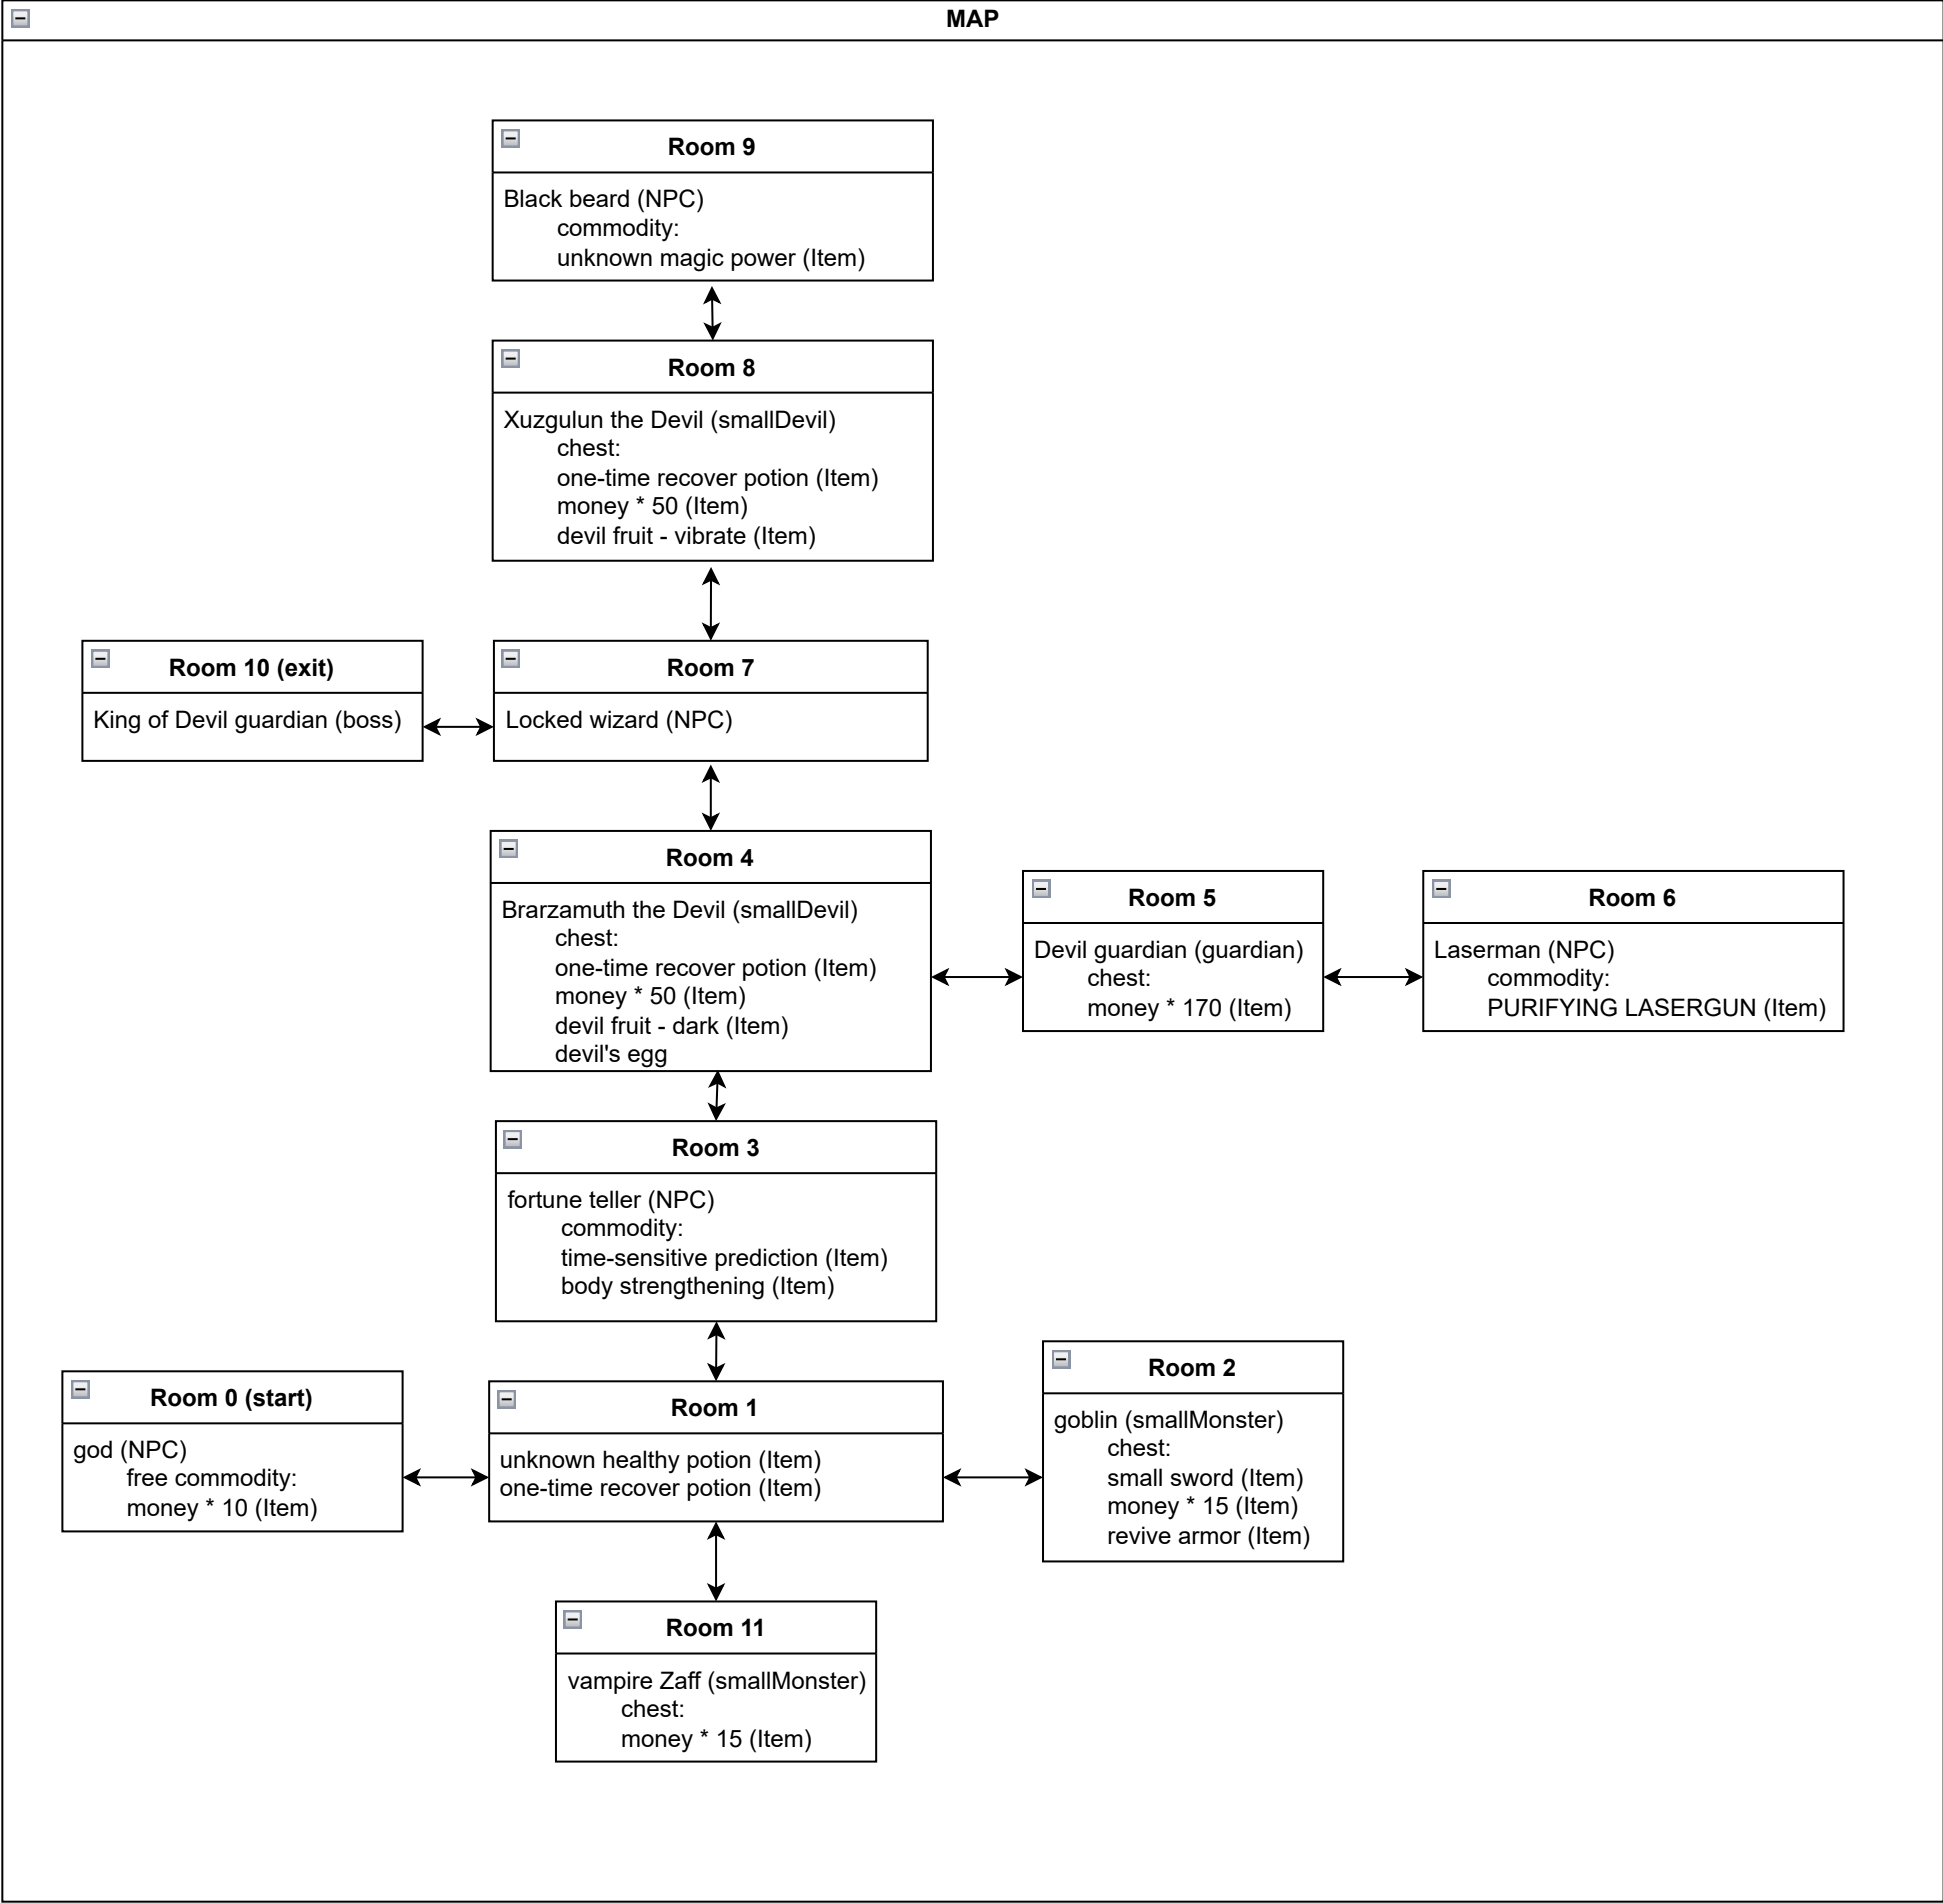 MAP
Room 9
Black beard (NPC)
commodity:
unknown magic power (Item)
Room 8
Xuzgulun the Devil (smallDevil)
chest:
one-time recover potion (Item)
money * 50 (Item)
devil fruit - vibrate (Item)
Room 10 (exit)
King of Devil guardian (boss)
Room 7
Locked wizard (NPC)
Room 4
Brarzamuth the Devil (smallDevil)
chest:
one-time recover potion (Item)
money * 50 (Item)
devil fruit - dark (Item)
devil's egg
Room 5
Devil guardian (guardian)
chest:
money * 170 (Item)
Room 6
Laserman (NPC)
commodity:
PURIFYING LASERGUN (Item)
Room 3
fortune teller (NPC)
commodity:
time-sensitive prediction (Item)
body strengthening (Item)
Room 0 (start)
god (NPC)
free commodity:
money * 10 (Item)
Room 1
unknown healthy potion (Item)
one-time recover potion (Item)
Room 2
goblin (smallMonster)
chest:
small sword (Item)
money * 15 (Item)
revive armor (Item)
Room 11
vampire Zaff (smallMonster)
chest:
money * 15 (Item)